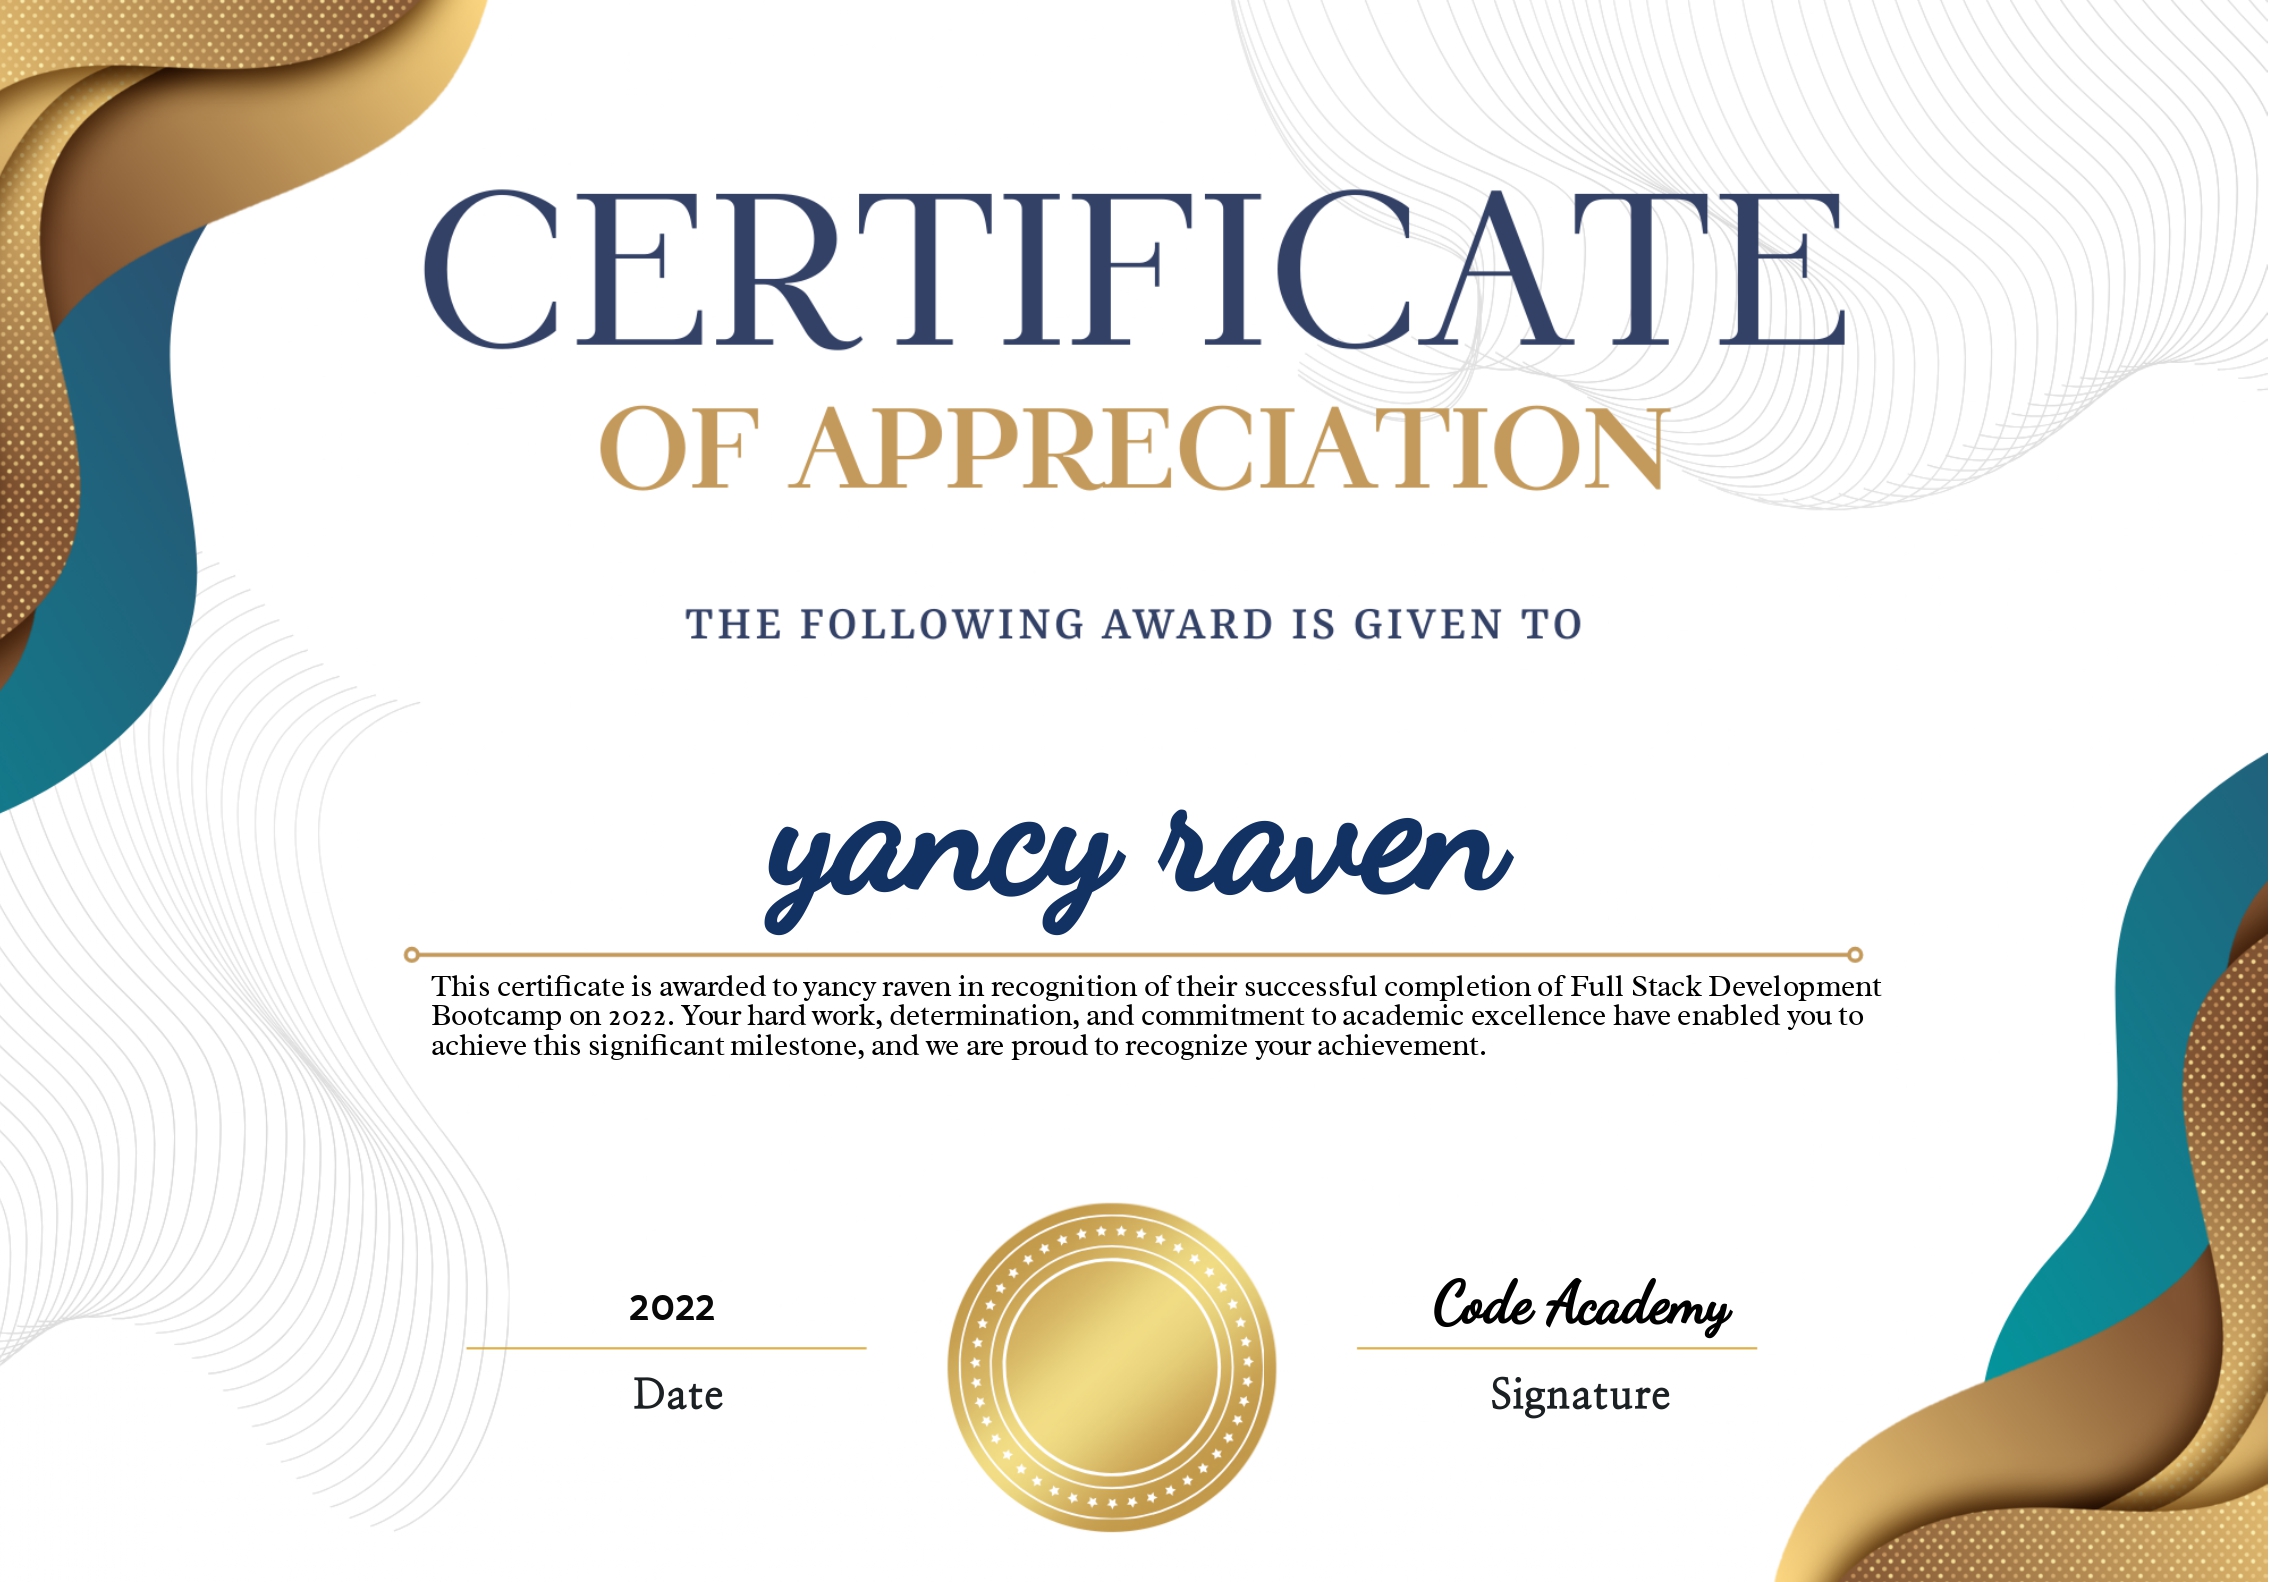 CERTIFICATE
OF APPRECIATION
THE FOLLOWING AWARD IS GIVEN TO
yancy raven
This certificate is awarded to yancy raven in recognition of their successful completion of Full Stack Development
Bootcamp on 2022. Your hard work, determination, and commitment to academic excellence have enabled you to
achieve this significant milestone, and we are proud to recognize your achievement.
2022
Date
Code Academy
Signature